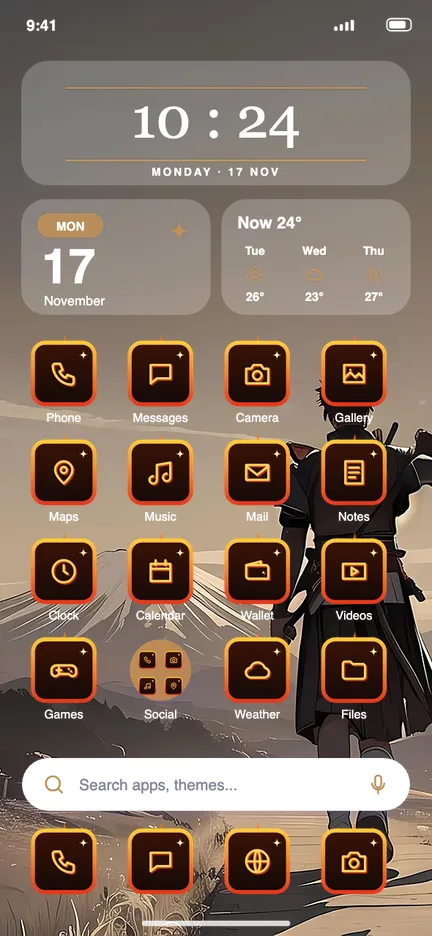 9:41
10 : 24
MONDAY · 17 NOV
MON
17
November
Now 24°
Tue Wed Thu
26° 23° 27°
Phone Messages Camera Gallery
Maps Music Mail Notes
Clock Calendar Wallet Videos
Games Social Weather Files
Search apps, themes...